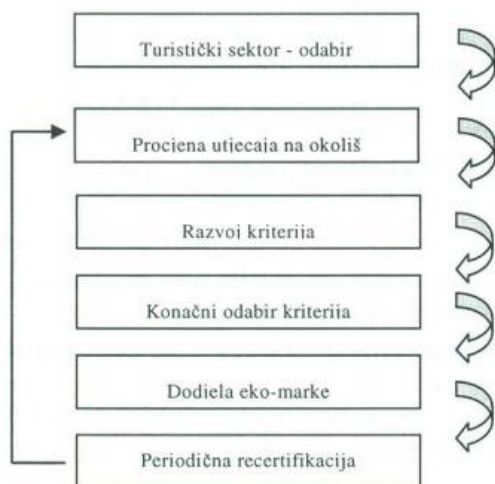 Turistički sektor - odabir
Procjena utjecaja na okoliš
Razvoj kriterija
Konačni odabir kriterija
Dodjela eko-marke
Periodična recertifikacija